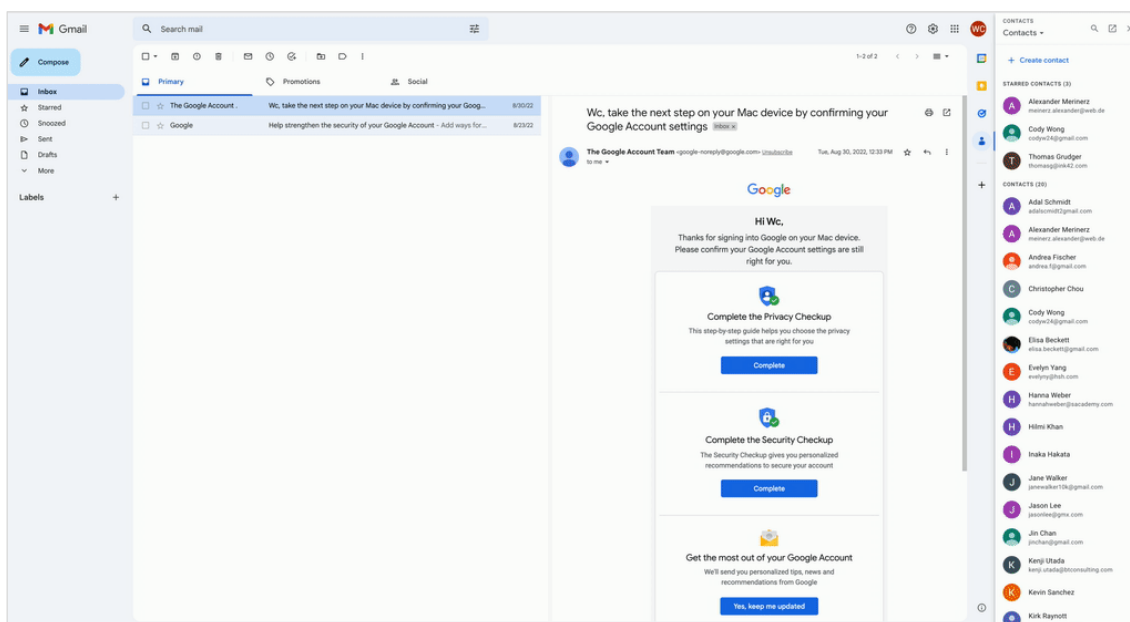 Gmail
Search mail
WC
Compose
Inbox
Starred
Snoozed
Sent
Drafts
More
Labels
1–2 of 2
Primary
Promotions
Social
The Google Account .
Wc, take the next step on your Mac device by confirming your Goog...
8/30/22
Google
Help strengthen the security of your Google Account - Add ways for...
8/23/22
Wc, take the next step on your Mac device by confirming your
Google Account settings Inbox x
The Google Account Team <google-noreply@google.com> Unsubscribe
Tue, Aug 30, 2022, 12:33 PM
to me
Google
Hi Wc,
Thanks for signing into Google on your Mac device.
Please confirm your Google Account settings are still
right for you.
Complete the Privacy Checkup
This step-by-step guide helps you choose the privacy
settings that are right for you
Complete
Complete the Security Checkup
The Security Checkup gives you personalized
recommendations to secure your account
Complete
Get the most out of your Google Account
We'll send you personalized tips, news and
recommendations from Google
Yes, keep me updated
CONTACTS
Contacts
Create contact
STARRED CONTACTS (3)
A
Alexander Merinerz
meinerz.alexander@web.de
Cody Wong
codyw24@gmail.com
T
Thomas Grudger
thomasg@ink42.com
CONTACTS (20)
A
Adal Schmidt
adalscmidt2gmail.com
A
Alexander Merinerz
meinerz.alexander@web.de
Andrea Fischer
andrea.f@gmail.com
C
Christopher Chou
Cody Wong
codyw24@gmail.com
Elisa Beckett
elisa.beckett@gmail.com
E
Evelyn Yang
evelyny@hsh.com
H
Hanna Weber
hannahweber@sacademy.com
H
Hilmi Khan
I
Inaka Hakata
J
Jane Walker
janewalker10k@gmail.com
J
Jason Lee
jasonlee@gmx.com
Jin Chan
jinchan@gmail.com
K
Kenji Utada
kenji.utada@btconsulting.com
K
Kevin Sanchez
Kirk Raynott